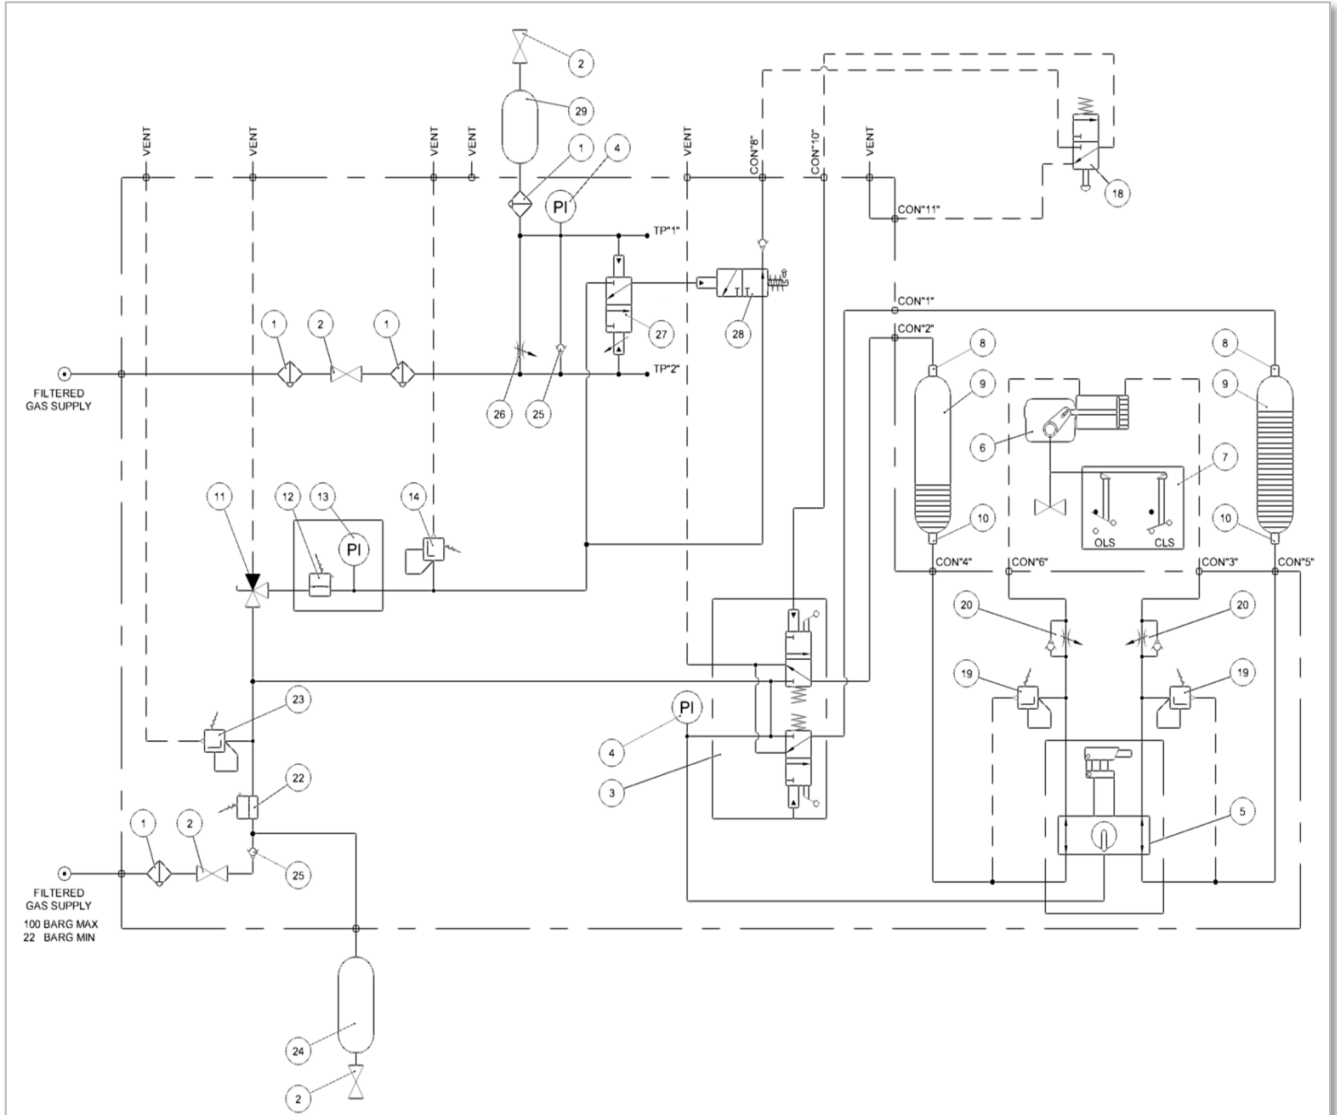 2
29
1
4
VENT
VENT
VENT
VENT
VENT
CON"8"
CON"10"
VENT
18
PI
CON"11"
TP"1"
27
28
CON"1"
CON"2"
1
2
1
TP"2"
26
25
FILTERED
GAS SUPPLY
8
9
8
9
6
7
OLS
CLS
10
10
11
12
13
14
PI
CON"4"
CON"6"
CON"3"
CON"5"
20
20
19
19
23
PI
4
3
22
5
1
2
25
FILTERED
GAS SUPPLY
100 BARG MAX
22 BARG MIN
24
2